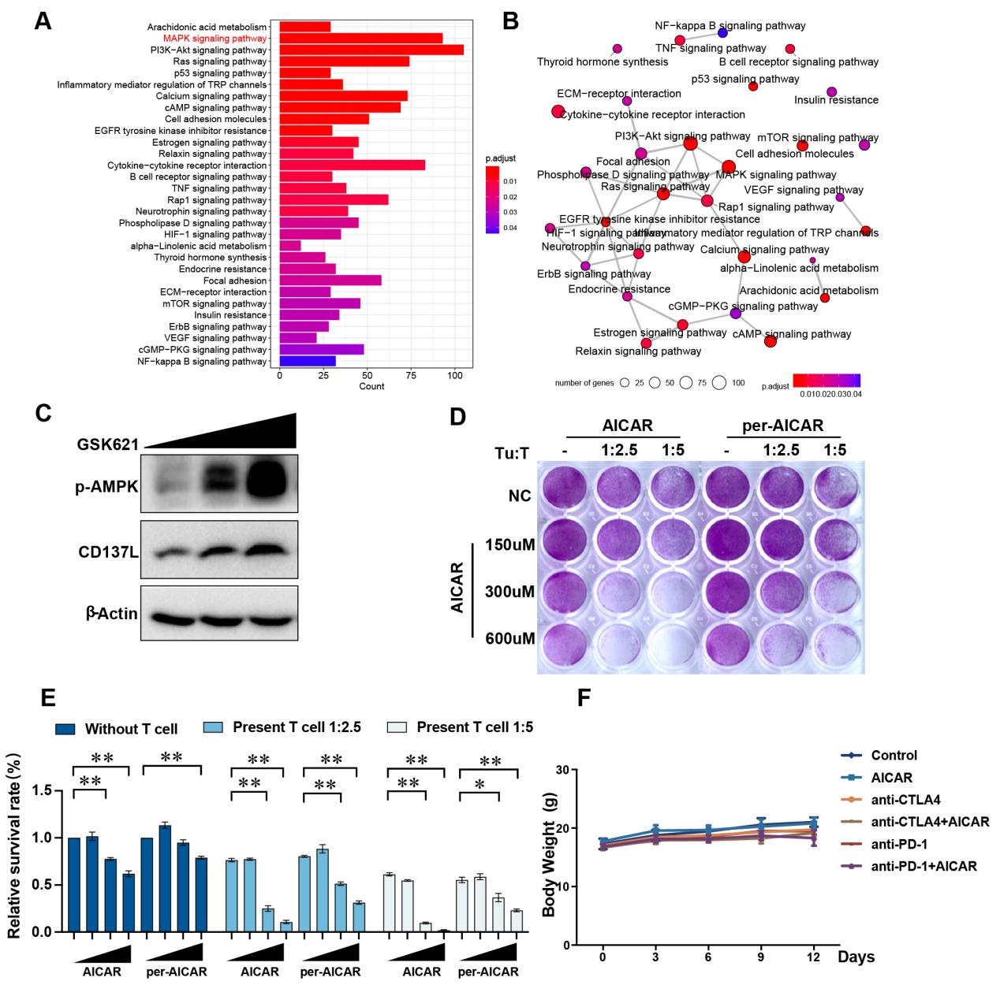 A
Arachidonic acid metabolism
MAPK signaling pathway
PI3K−Akt signaling pathway
Ras signaling pathway
p53 signaling pathway
Inflammatory mediator regulation of TRP channels
Calcium signaling pathway
cAMP signaling pathway
Cell adhesion molecules
EGFR tyrosine kinase inhibitor resistance
Estrogen signaling pathway
Relaxin signaling pathway
Cytokine−cytokine receptor interaction
B cell receptor signaling pathway
TNF signaling pathway
Rap1 signaling pathway
Neurotrophin signaling pathway
Phospholipase D signaling pathway
HIF−1 signaling pathway
alpha−Linolenic acid metabolism
Thyroid hormone synthesis
Endocrine resistance
Focal adhesion
ECM−receptor interaction
mTOR signaling pathway
Insulin resistance
ErbB signaling pathway
VEGF signaling pathway
cGMP−PKG signaling pathway
NF−kappa B signaling pathway
0 25 50 75 100
Count
p.adjust
0.01
0.02
0.03
0.04
B
NF−kappa B signaling pathway
TNF signaling pathway
Thyroid hormone synthesis
B cell receptor signaling pathway
p53 signaling pathway
ECM−receptor interaction
Insulin resistance
Cytokine−cytokine receptor interaction
PI3K−Akt signaling pathway
mTOR signaling pathway
Cell adhesion molecules
Focal adhesion
Phospholipase D signaling pathway
MAPK signaling pathway
Ras signaling pathway
VEGF signaling pathway
Rap1 signaling pathway
EGFR tyrosine kinase inhibitor resistance
HIF−1 signaling pathway
Inflammatory mediator regulation of TRP channels
Neurotrophin signaling pathway
Calcium signaling pathway
alpha−Linolenic acid metabolism
ErbB signaling pathway
Endocrine resistance
Arachidonic acid metabolism
cGMP−PKG signaling pathway
Estrogen signaling pathway
cAMP signaling pathway
Relaxin signaling pathway
number of genes 25 50 75 100
p.adjust
0.010.020.030.04
C
GSK621
p-AMPK
CD137L
β-Actin
D
AICAR per-AICAR
Tu:T - 1:2.5 1:5 - 1:2.5 1:5
NC
150uM
300uM
600uM
AICAR
E
Without T cell Present T cell 1:2.5 Present T cell 1:5
Relative survival rate(%)
** ** ** ** ** ** **
** ** ** ** *
1.5
1.0
0.5
0.0
AICAR per-AICAR AICAR per-AICAR AICAR per-AICAR
F
Body Weight (g)
30
20
10
0
0 3 6 9 12 Days
Control
AICAR
anti-CTLA4
anti-CTLA4+AICAR
anti-PD-1
anti-PD-1+AICAR